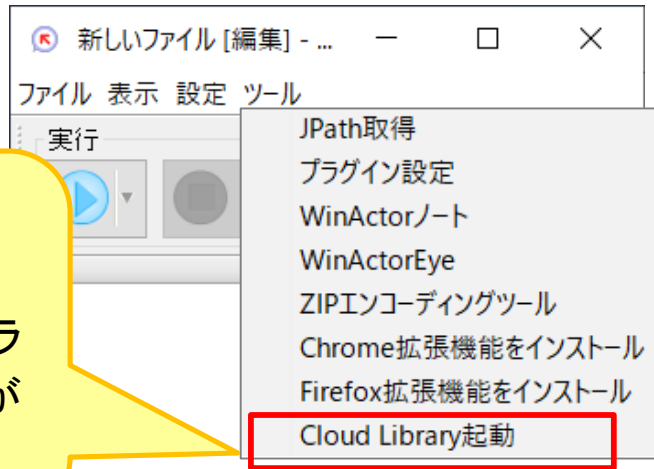 新しいファイル [編集] - ...
ファイル 表示 設定 ツール
実行
JPath取得
プラグイン設定
WinActorノート
WinActorEye
ZIPエンコーディングツール
Chrome拡張機能をインストール
Firefox拡張機能をインストール
Cloud Library起動
ラ
が